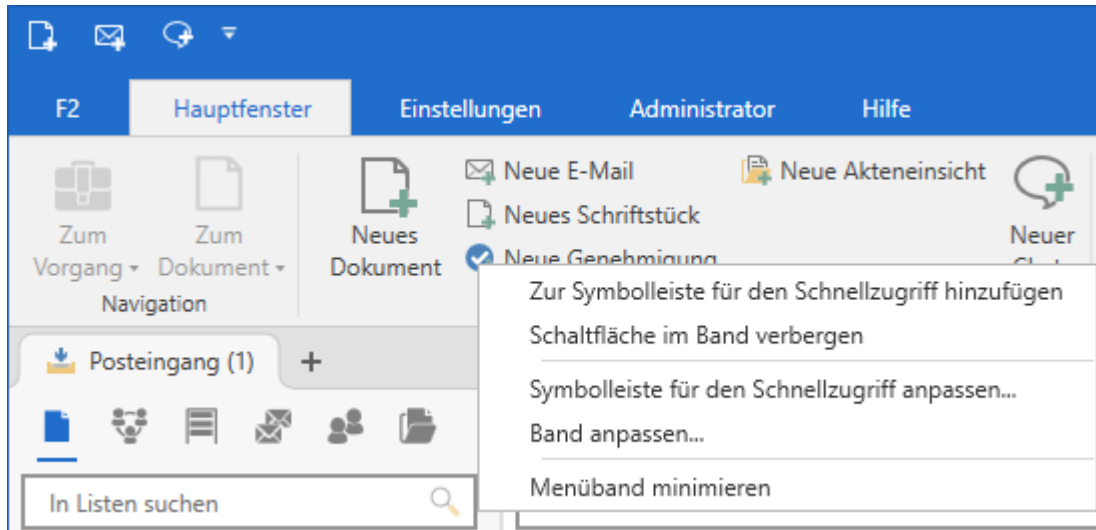 F2 Hauptfenster Einstellungen Administrator Hilfe
Neue E-Mail Neue Akteneinsicht
Neues Schriftstück
Zum Zum Neues Neuer
Vorgang Dokument Dokument Neue Genehmigung
Navigation
Zur Symbolleiste für den Schnellzugriff hinzufügen
Schaltfläche im Band verbergen
Posteingang (1) +
Symbolleiste für den Schnellzugriff anpassen...
Band anpassen...
Menüband minimieren
In Listen suchen